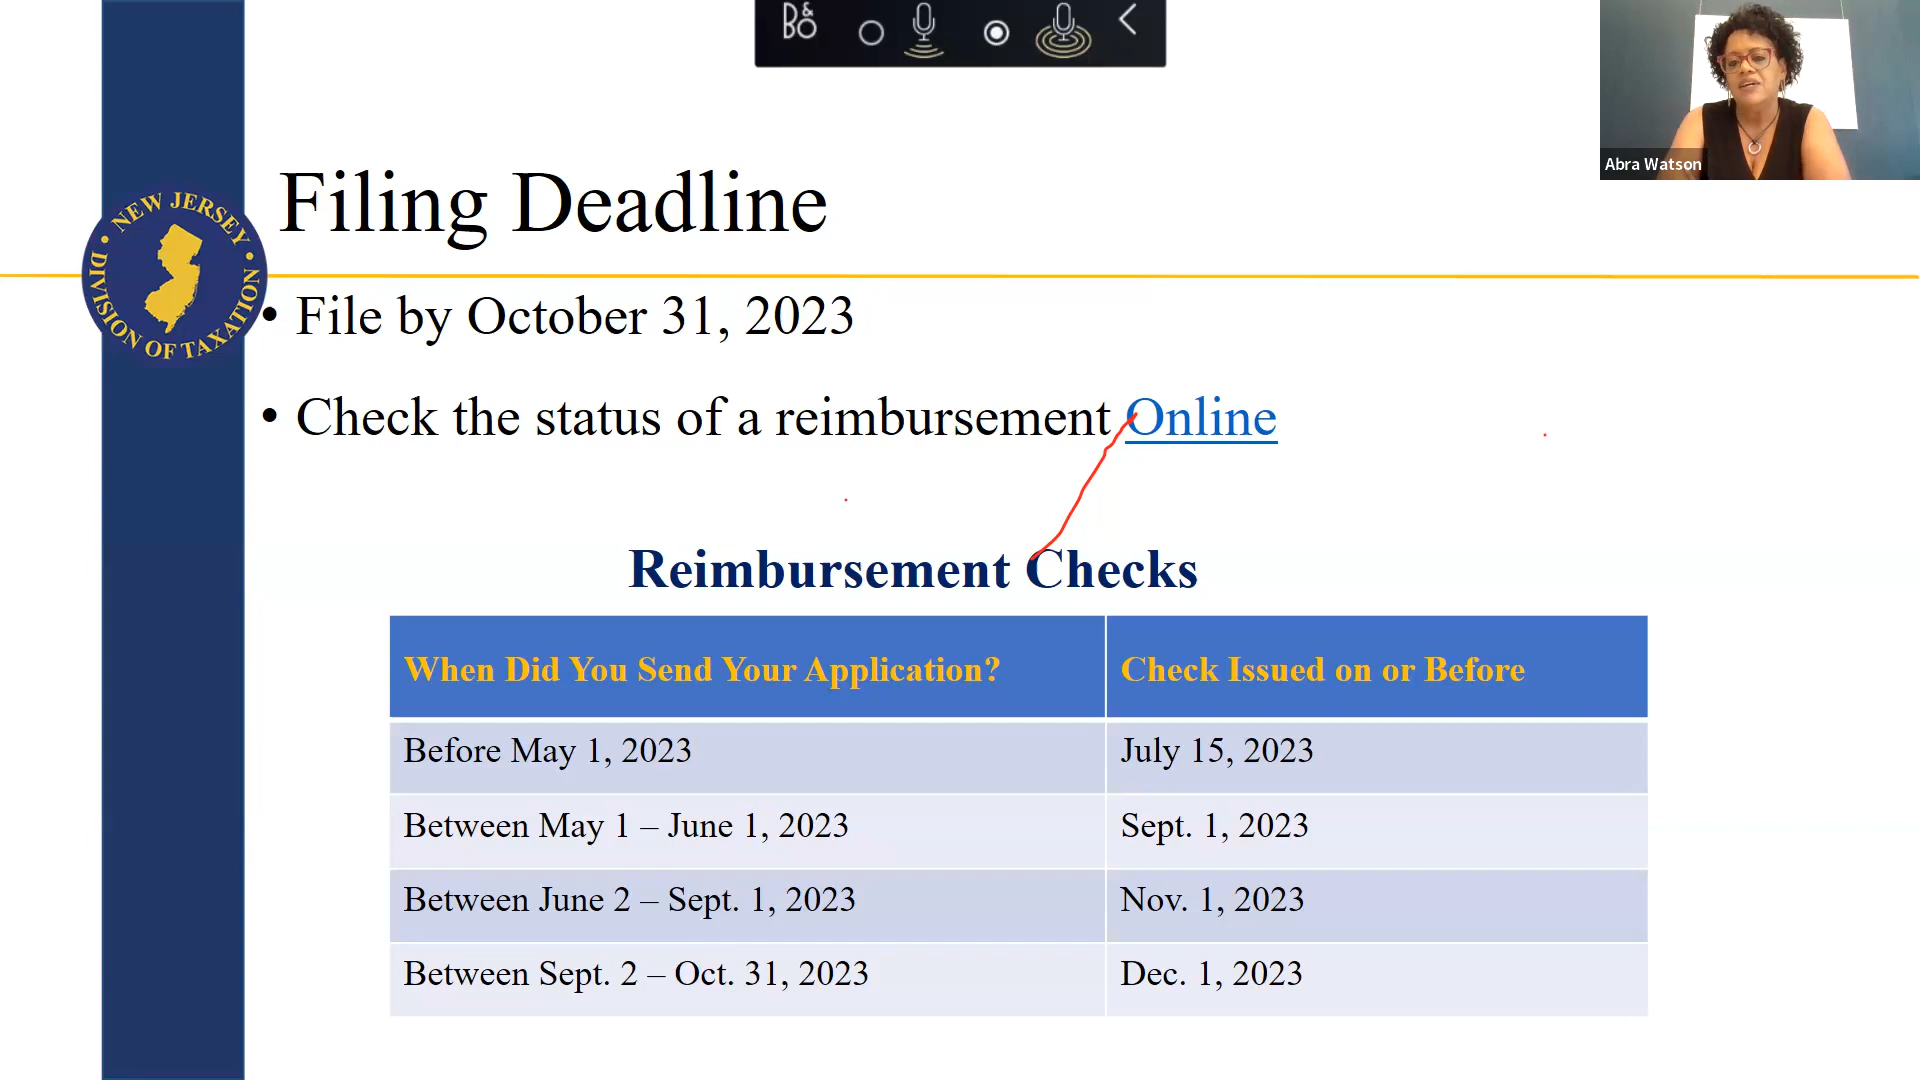 B&O
Abra Watson
NEW JERSEY
DIVISION OF TAXATION
Filing Deadline
• File by October 31, 2023
• Check the status of a reimbursement Online
Reimbursement Checks
When Did You Send Your Application? Check Issued on or Before
Before May 1, 2023 July 15, 2023
Between May 1 – June 1, 2023 Sept. 1, 2023
Between June 2 – Sept. 1, 2023 Nov. 1, 2023
Between Sept. 2 – Oct. 31, 2023 Dec. 1, 2023